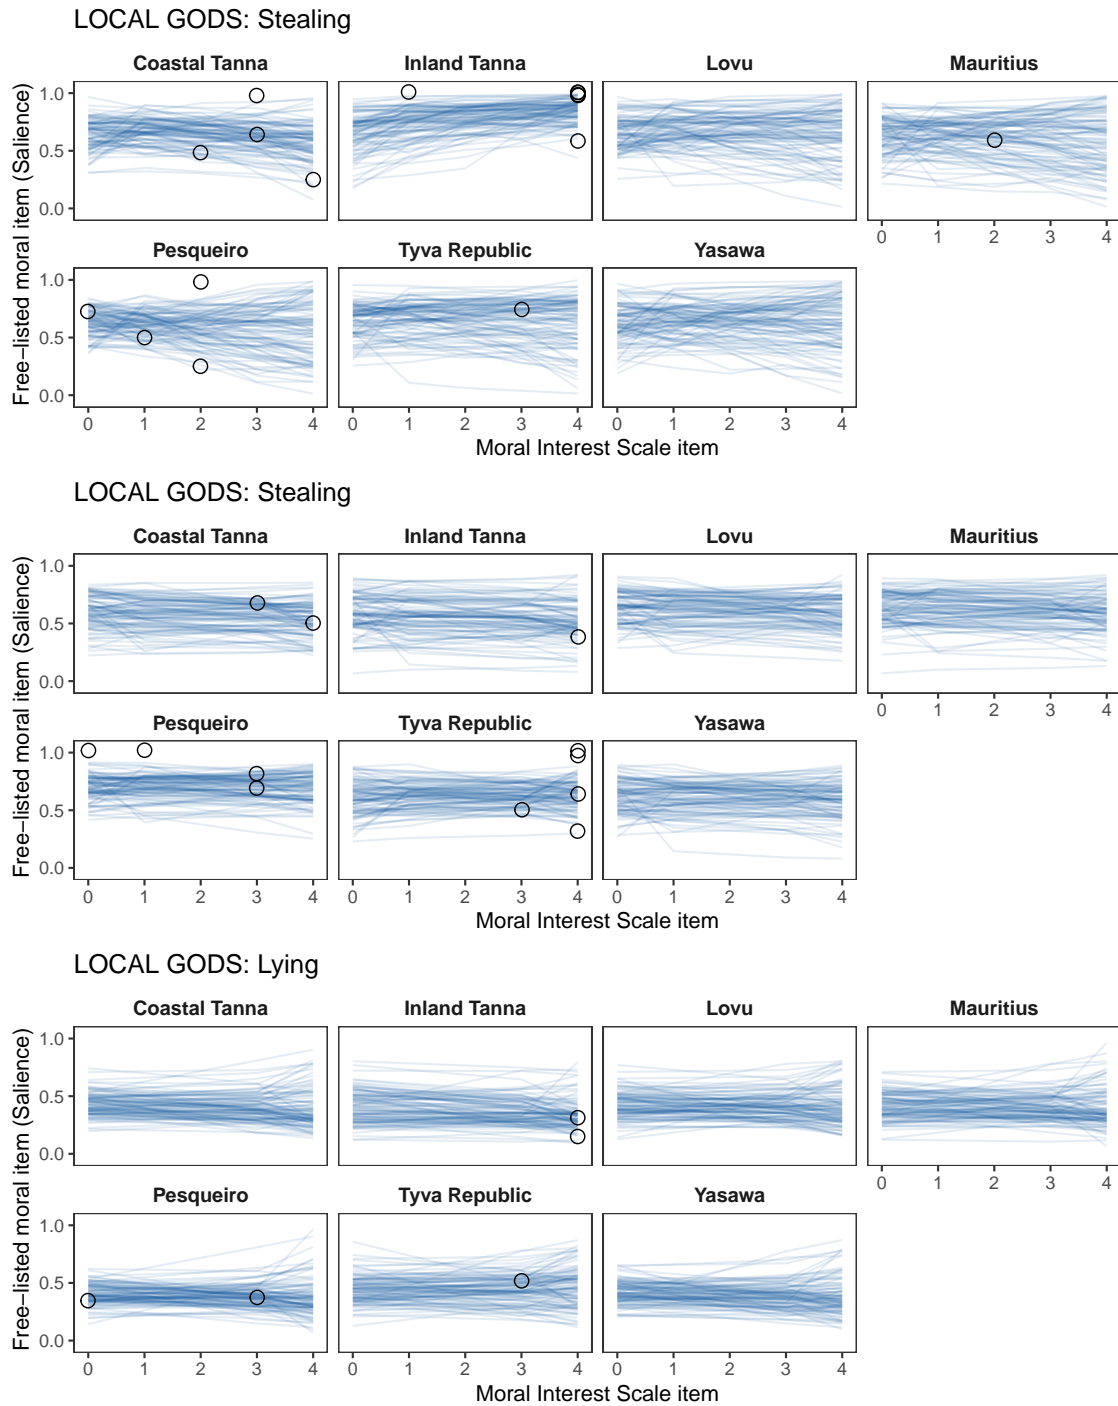 LOCAL GODS: Stealing
Coastal Tanna Inland Tanna Lovu Mauritius
1.0
0.5
0.0
0 1 2 3 4
Pesqueiro Tyva Republic Yasawa
1.0
0.5
0.0
0 1 2 3 4 0 1 2 3 4 0 1 2 3 4
Moral Interest Scale item
Free−listed moral item (Salience)
LOCAL GODS: Stealing
Coastal Tanna Inland Tanna Lovu Mauritius
1.0
0.5
0.0
0 1 2 3 4
Pesqueiro Tyva Republic Yasawa
1.0
0.5
0.0
0 1 2 3 4 0 1 2 3 4 0 1 2 3 4
Moral Interest Scale item
Free−listed moral item (Salience)
LOCAL GODS: Lying
Coastal Tanna Inland Tanna Lovu Mauritius
1.0
0.5
0.0
0 1 2 3 4
Pesqueiro Tyva Republic Yasawa
1.0
0.5
0.0
0 1 2 3 4 0 1 2 3 4 0 1 2 3 4
Moral Interest Scale item
Free−listed moral item (Salience)